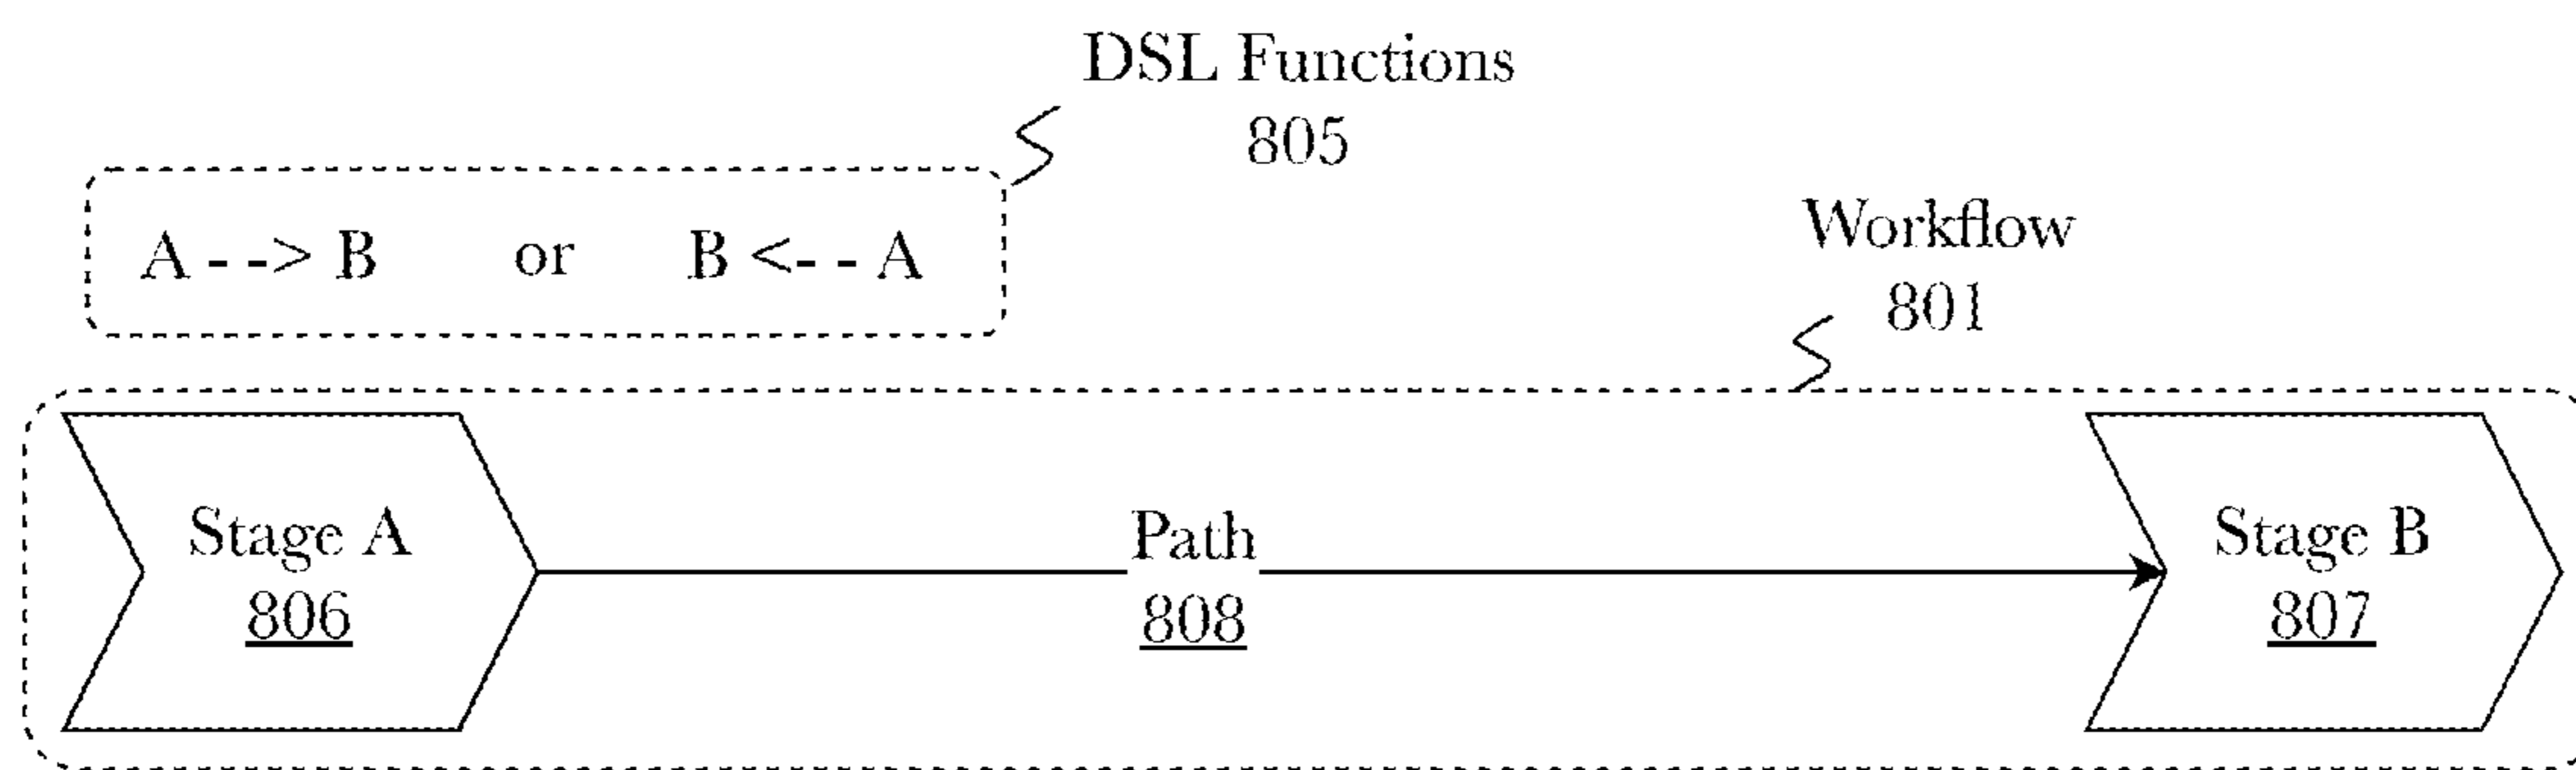 DSL Functions
805
A - -> B or B <- - A
Workflow
801
Stage A
806
Path
808
Stage B
807